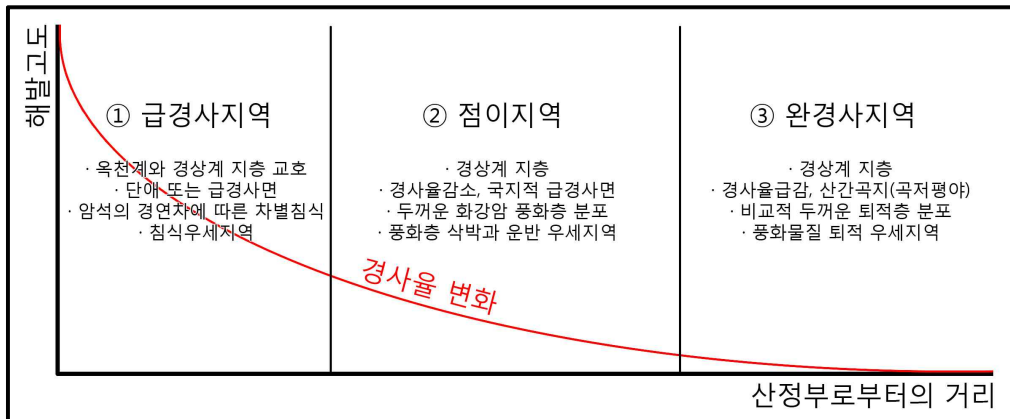 해발고도
① 급경사지역
· 옥천계와 경상계 지층 교호
· 단애 또는 급경사면
· 암석의 경연차에 따른 차별침식
· 침식우세지역
② 점이지역
· 경상계 지층
· 경사율감소, 국지적 급경사면
· 두꺼운 화강암 풍화층 분포
· 풍화층 삭박과 운반 우세지역
③ 완경사지역
· 경상계 지층
· 경사율급감, 산간곡지(곡저평야)
· 비교적 두꺼운 퇴적층 분포
· 풍화물질 퇴적 우세지역
경사율 변화
산정부로부터의 거리